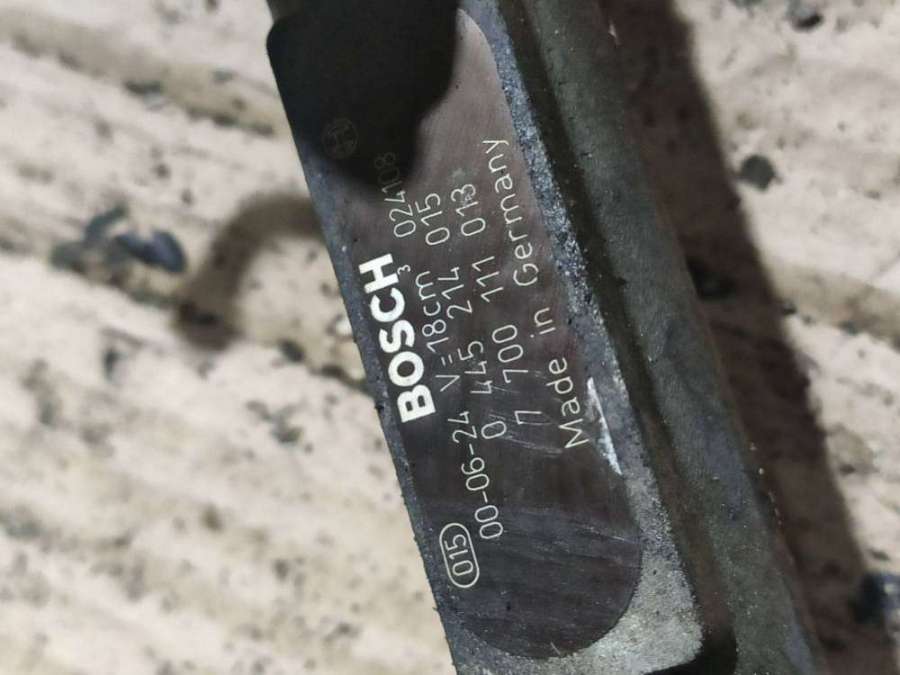 015 BOSCH
00-06-24 V=18cm³ 024108
0 445 214 015
7 700 111 013
Made in Germany